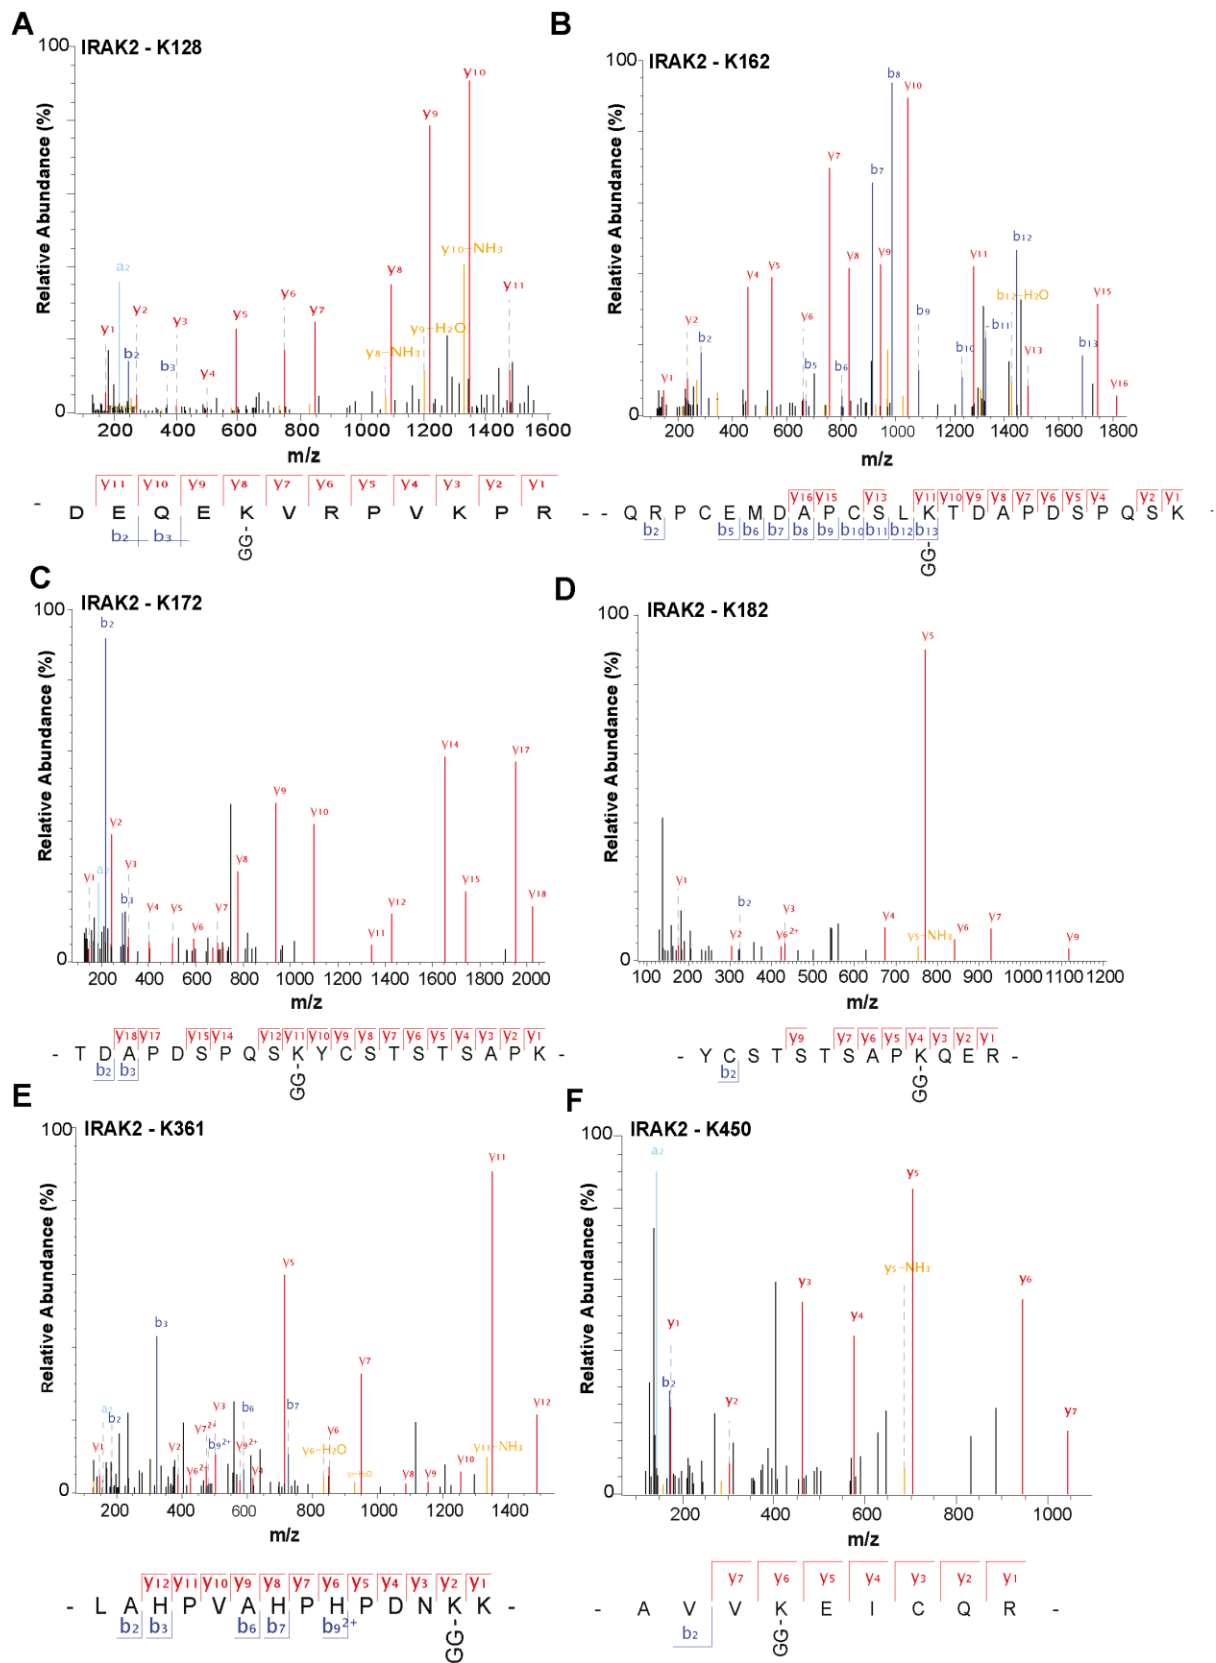 A
IRAK2 - K128
100
Relative Abundance (%)
0
y1
a2
b2
y2
b3
y3
y4
y5
y6
y7
y8-NH3
y8
y9-H2O
y9
y10-NH3
y10
y11
200 400 600 800 1000 1200 1400 1600
m/z
y11 y10 y9 y8 y7 y6 y5 y4 y3 y2 y1
- D E Q E K V R P V K P R -
b2 b3
GG-
B
IRAK2 - K162
100
Relative Abundance (%)
0
y1
y2
b2
y4
y5
y6
b5
y7
b6
y8
b7
y9
b8
y10
b9
b10
y11
b11
b12-H2O
b12
y13
b13
y15
y16
200 400 600 800 1000 1200 1400 1600 1800
m/z
y16 y15 y13 y11 y10 y9 y8 y7 y6 y5 y4 y2 y1
- - Q R P C E M D A P C S L K T D A P D S P Q S K -
b2 b5 b6 b7 b8 b9 b10 b11 b12 b13
GG-
C
IRAK2 - K172
100
Relative Abundance (%)
0
y1
a2
b2
y2
b3
y3
y4
y5
y6
y7
y8
y9
y10
y11
y12
y14
y15
y17
y18
200 400 600 800 1000 1200 1400 1600 1800 2000
m/z
y18 y17 y15 y14 y12 y11 y10 y9 y8 y7 y6 y5 y4 y3 y2 y1
- T D A P D S P Q S K Y C S T S T S A P K -
b2 b3
GG-
D
IRAK2 - K182
100
Relative Abundance (%)
0
y1
y2
b2
y6 2+
y3
y4
y5-NH3
y5
y6
y7
y9
100 200 300 400 500 600 700 800 900 1000 1100 1200
m/z
y9 y7 y6 y5 y4 y3 y2 y1
- Y C S T S T S A P K Q E R -
b2
GG-
E
IRAK2 - K361
100
Relative Abundance (%)
0
y1
a2
b2
b3
y2
y6 2+
y7 2+
b9 2+
y3
y9 2+
b6
y4
y5
b7
y6-H2O
y6
y7-H2O
y7
y8
y9
y10
y11-NH3
y11
y12
200 400 600 800 1000 1200 1400
m/z
y12 y11 y10 y9 y8 y7 y6 y5 y4 y3 y2 y1
- L A H P V A H P H P D N K K -
b2 b3 b6 b7 b9 2+
GG-
F
IRAK2 - K450
100
Relative Abundance (%)
0
a2
b2
y1
y2
y3
y4
y5-NH3
y5
y6
y7
200 400 600 800 1000
m/z
y7 y6 y5 y4 y3 y2 y1
- A V V K E I C Q R -
b2
GG-